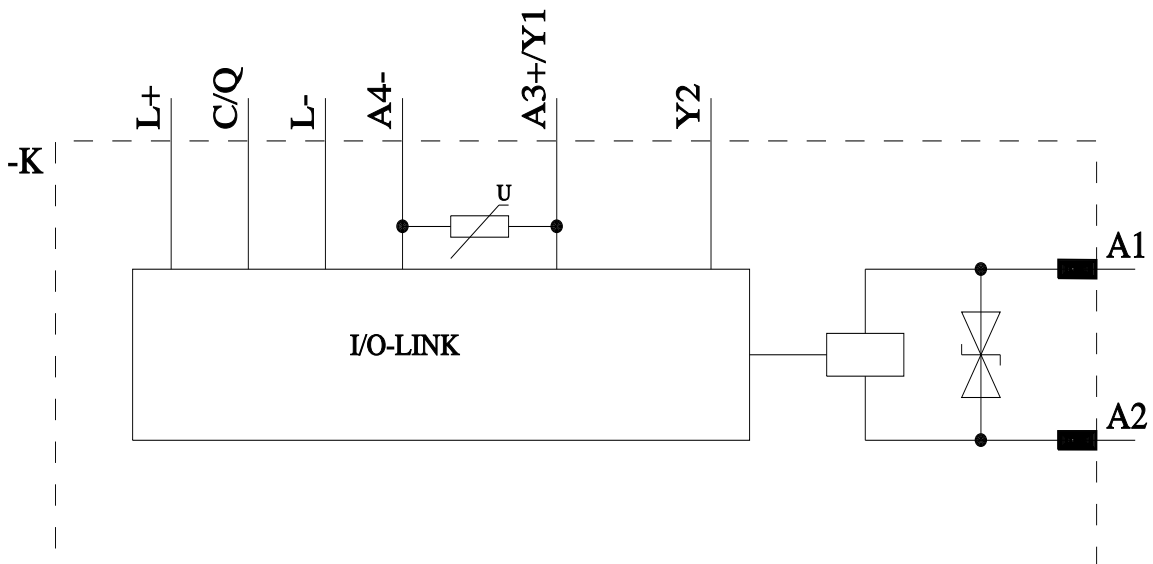 L+
C/Q
L-
A4-
A3+/Y1
Y2
-K
U
A1
I/O-LINK
A2